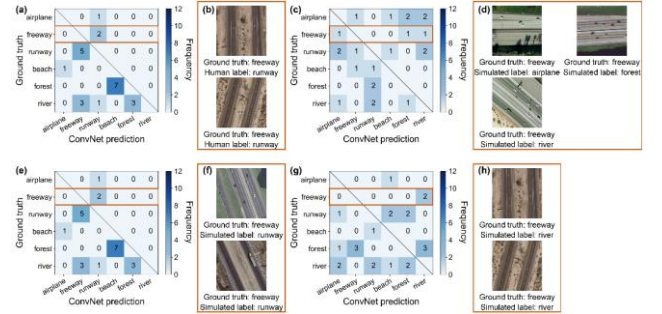 (a)
airplane 0 1 0 0 0
freeway 0 2 0 0 0
runway 0 5 0 0 0
beach 1 0 0 0 0
forest 0 0 0 7 0
river 0 3 1 0 3
airplane freeway runway beach forest river
ConvNet prediction
Ground truth
12
10
8
6
4
2
0
Frequency
(b)
Ground truth: freeway
Human label: runway
Ground truth: freeway
Human label: runway
(c)
airplane 1 0 1 2 2
freeway 1 0 0 1 1
runway 2 1 1 0 0
beach 0 1 1 0 0
forest 0 0 2 0 0
river 1 0 2 0 1
airplane freeway runway beach forest river
ConvNet prediction
Ground truth
12
10
8
6
4
2
0
Frequency
(d)
Ground truth: freeway
Simulated label: airplane
Ground truth: freeway
Simulated label: forest
Ground truth: freeway
Simulated label: river
(e)
airplane 0 1 0 0 0
freeway 0 2 0 0 0
runway 0 5 0 0 0
beach 1 0 0 0 0
forest 0 0 0 7 0
river 0 3 1 0 3
airplane freeway runway beach forest river
ConvNet prediction
Ground truth
12
10
8
6
4
2
0
Frequency
(f)
Ground truth: freeway
Simulated label: runway
Ground truth: freeway
Simulated label: runway
(g)
airplane 0 0 0 0 0
freeway 0 0 0 0 2
runway 1 0 2 2 0
beach 0 0 1 0 0
forest 1 3 0 0 3
river 2 0 2 1 2
airplane freeway runway beach forest river
ConvNet prediction
Ground truth
12
10
8
6
4
2
0
Frequency
(h)
Ground truth: freeway
Simulated label: river
Ground truth: freeway
Simulated label: river